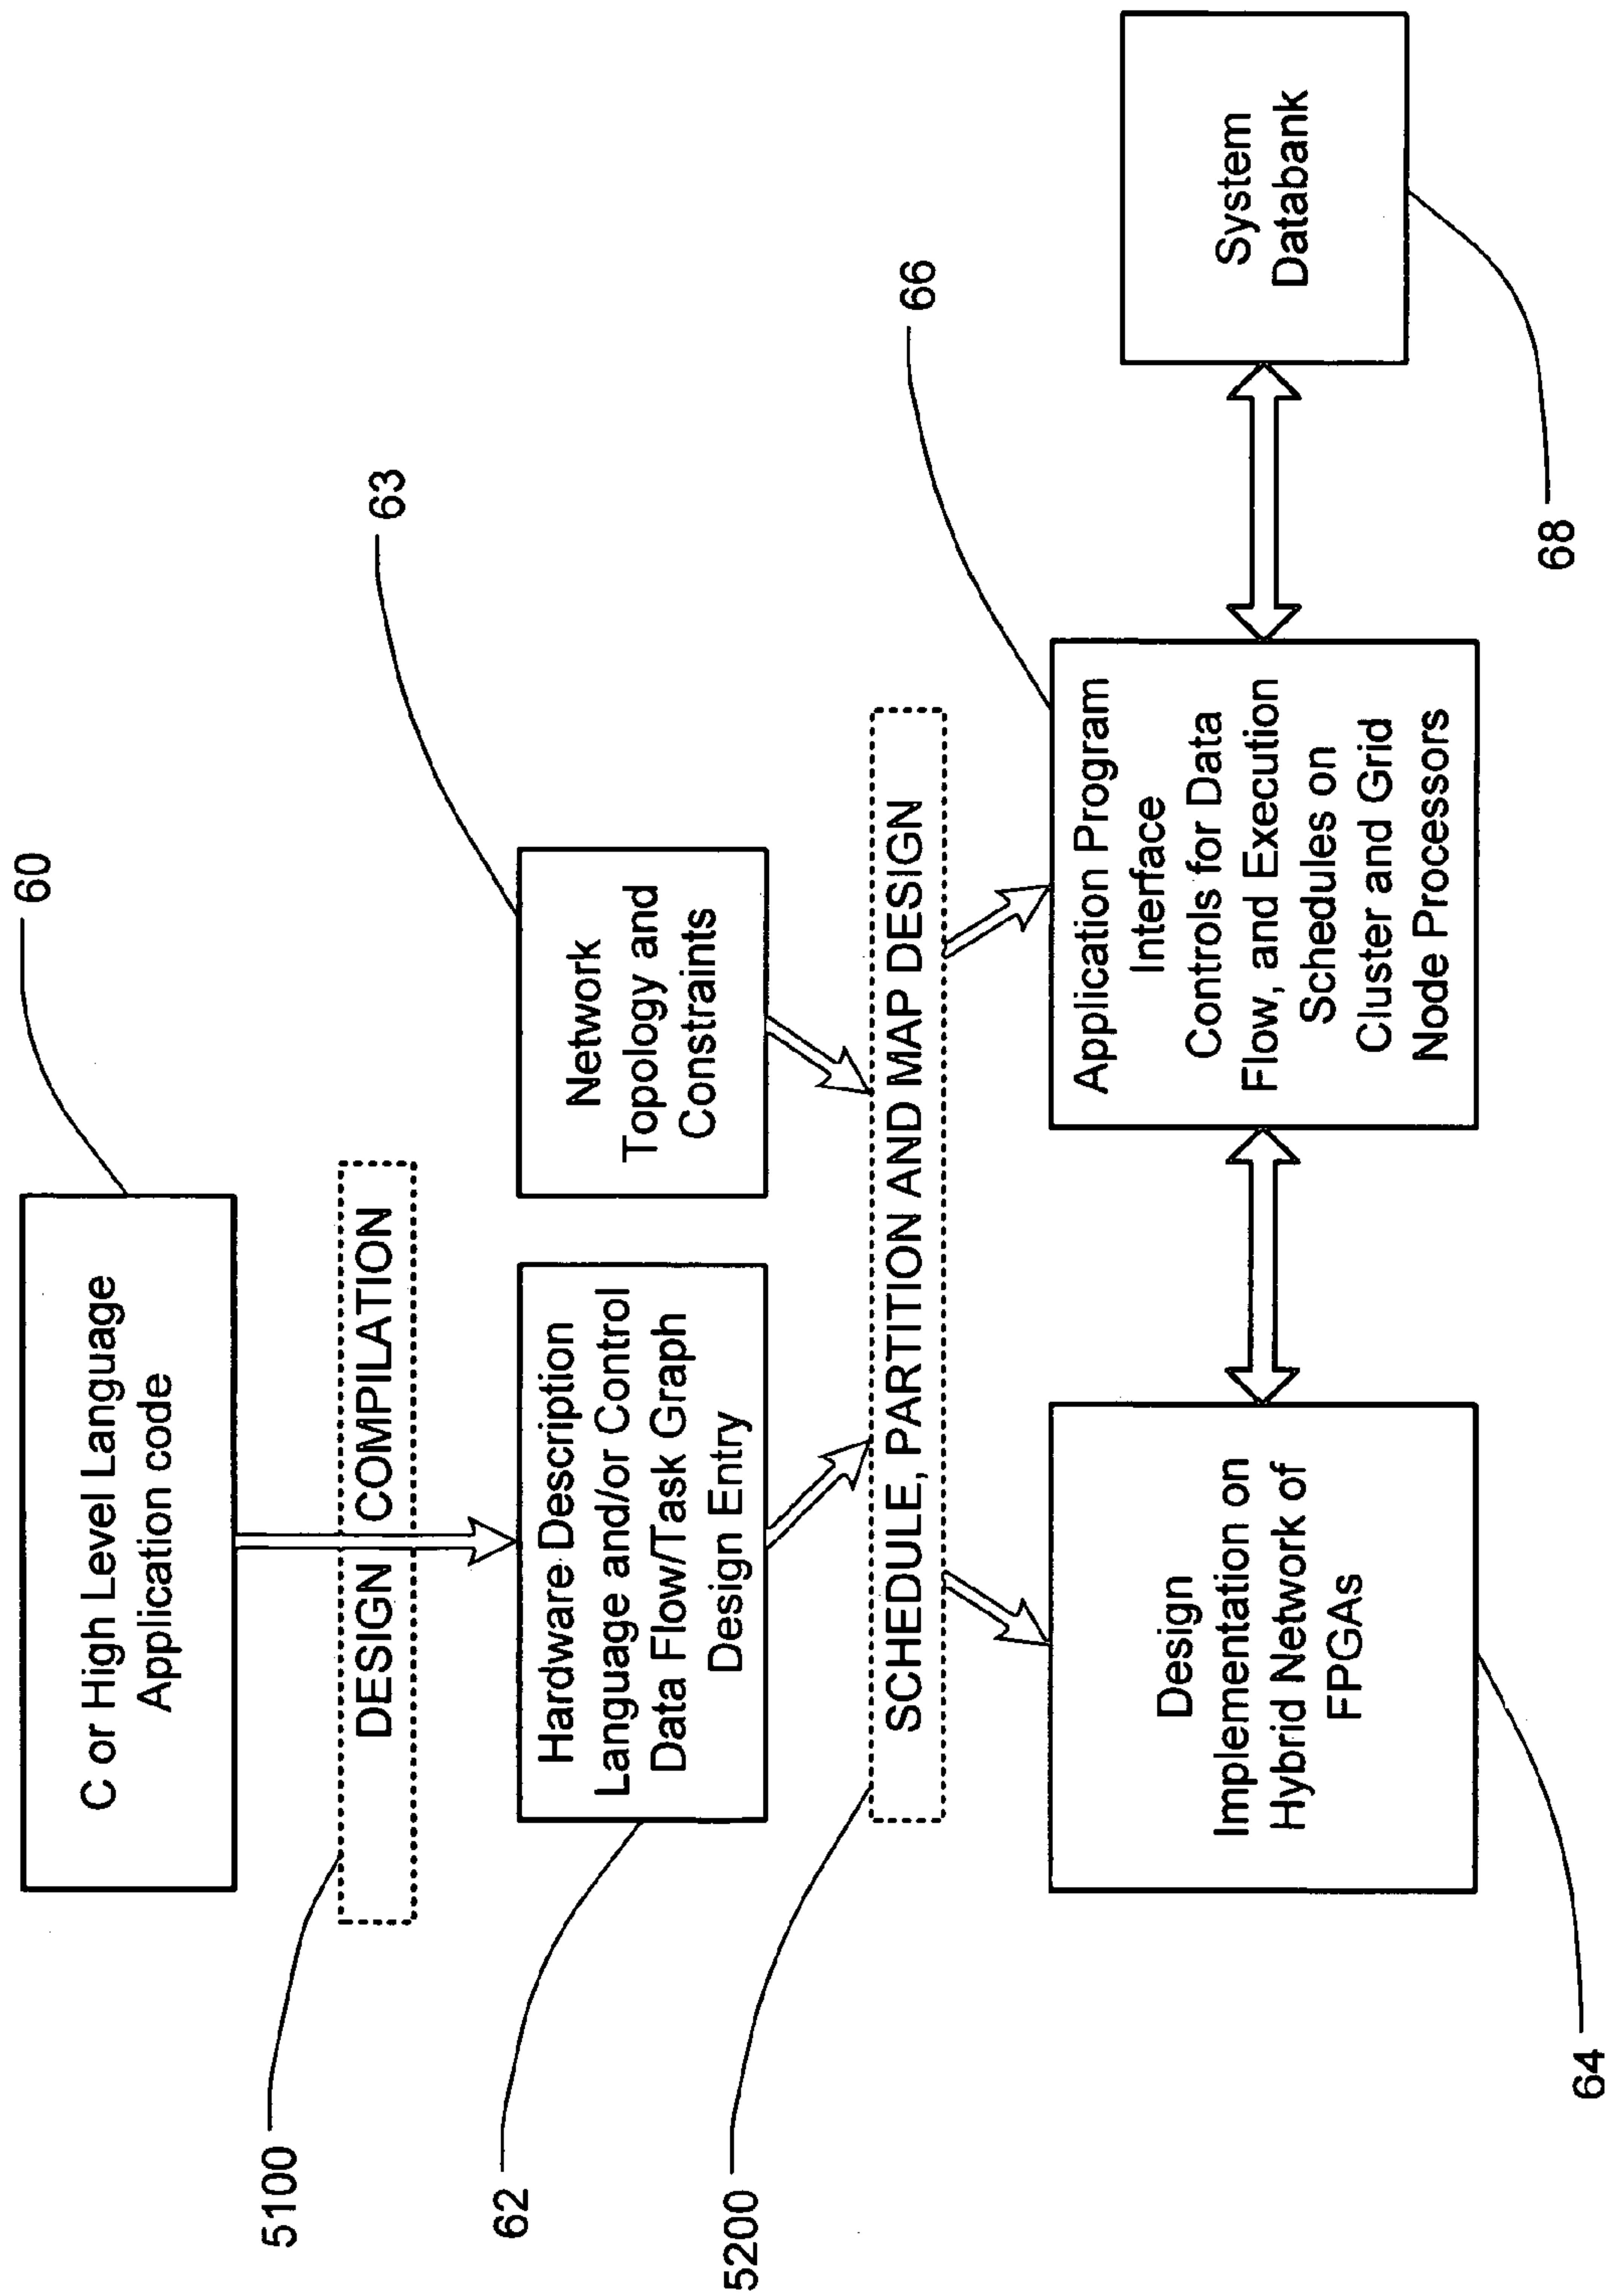 60
C or High Level Language
Application code
5100
DESIGN COMPILATION
63
Hardware Description
Language and/or Control
Data Flow/Task Graph
Design Entry
Network
Topology and
Constraints
62
5200
SCHEDULE, PARTITION AND MAP DESIGN
66
Design
Implementation on
Hybrid Network of
FPGAs
Application Program
Interface
Controls for Data
Flow, and Execution
Schedules on
Cluster and Grid
Node Processors
System
Databank
64
68